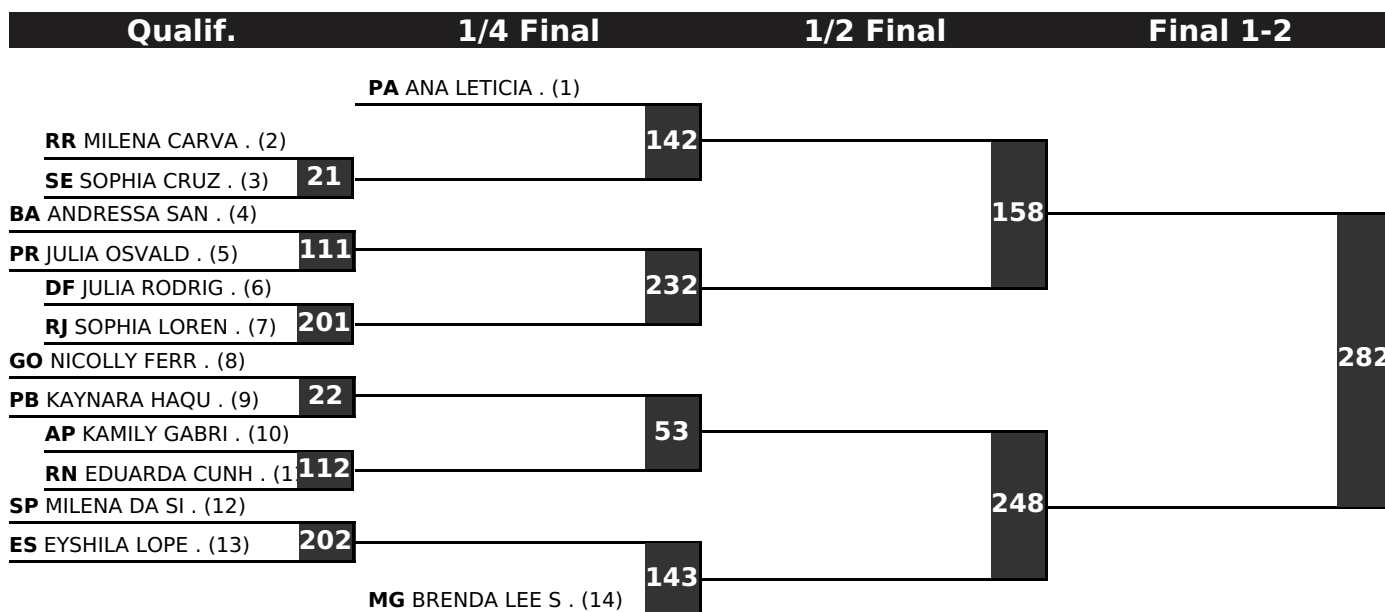 Qualif. 1/4 Final 1/2 Final Final 1-2
PA ANA LETICIA . (1)
RR MILENA CARVA . (2)
142
SE SOPHIA CRUZ . (3) 21
BA ANDRESSA SAN . (4)
158
PR JULIA OSVALD . (5) 111
DF JULIA RODRIG . (6)
232
RJ SOPHIA LOREN . (7) 201
GO NICOLLY FERR . (8)
282
PB KAYNARA HAQU . (9) 22
AP KAMILY GABRI . (10)
53
RN EDUARDA CUNH . (1 112
SP MILENA DA SI . (12)
248
ES EYSHILA LOPE . (13) 202
143
MG BRENDA LEE S . (14)